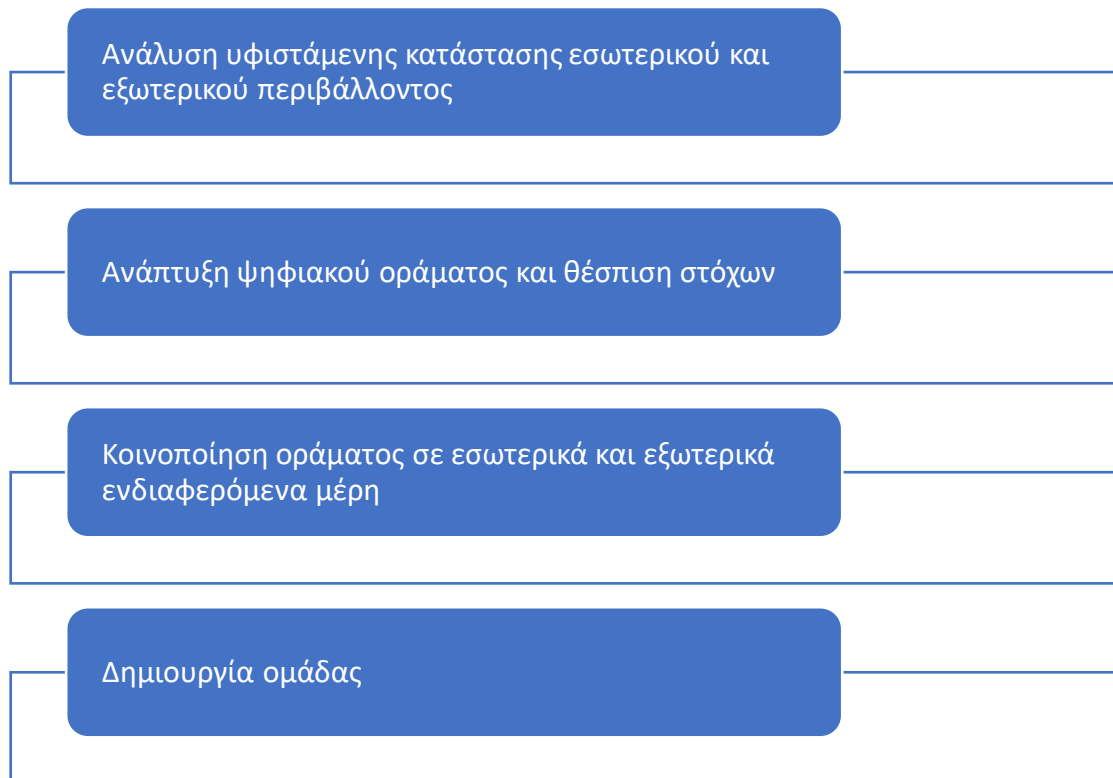 Ανάλυση υφιστάμενης κατάστασης εσωτερικού και
εξωτερικού περιβάλλοντος
Ανάπτυξη ψηφιακού οράματος και θέσπιση στόχων
Κοινοποίηση οράματος σε εσωτερικά και εξωτερικά
ενδιαφερόμενα μέρη
Δημιουργία ομάδας